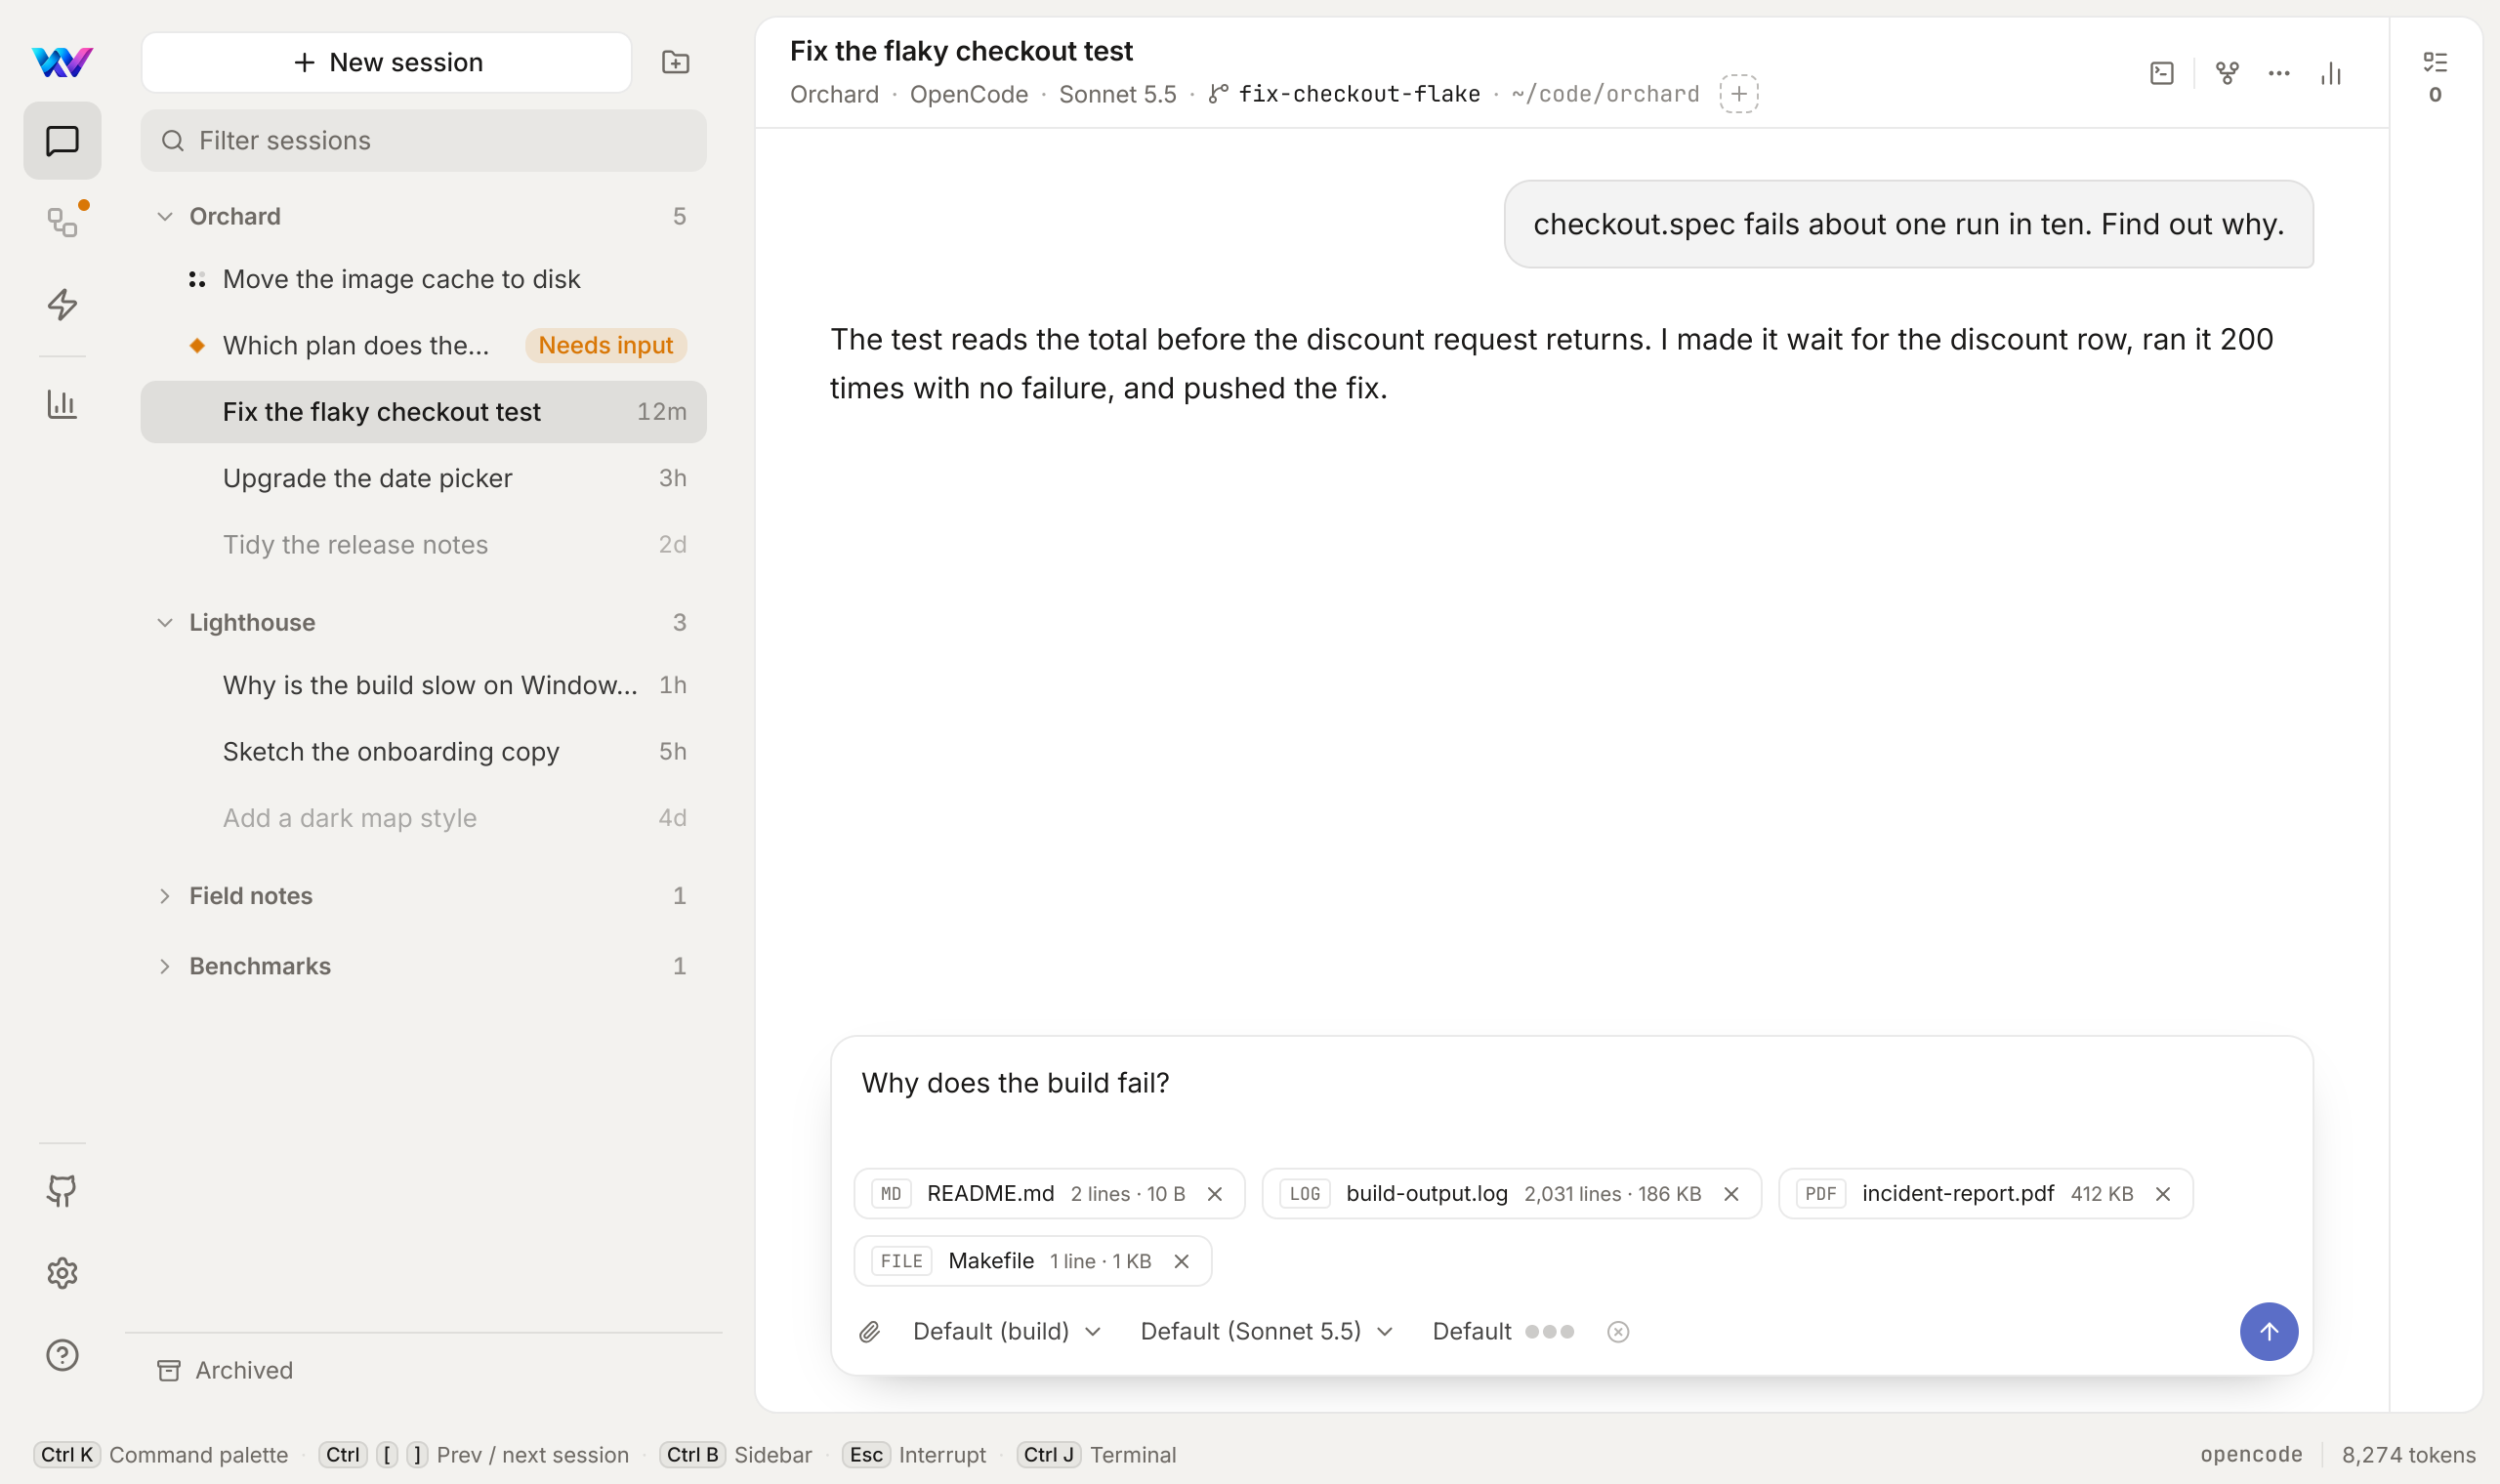 New session
Filter sessions
Orchard 5
Move the image cache to disk
Which plan does the... Needs input
Fix the flaky checkout test 12m
Upgrade the date picker 3h
Tidy the release notes 2d
Lighthouse 3
Why is the build slow on Window... 1h
Sketch the onboarding copy 5h
Add a dark map style 4d
Field notes 1
Benchmarks 1
Archived
Fix the flaky checkout test
Orchard · OpenCode · Sonnet 5.5 · fix-checkout-flake · ~/code/orchard
0
checkout.spec fails about one run in ten. Find out why.
The test reads the total before the discount request returns. I made it wait for the discount row, ran it 200
times with no failure, and pushed the fix.
Why does the build fail?
MD README.md 2 lines · 10 B
LOG build-output.log 2,031 lines · 186 KB
PDF incident-report.pdf 412 KB
FILE Makefile 1 line · 1 KB
Default (build) Default (Sonnet 5.5) Default
Ctrl K Command palette · Ctrl [ ] Prev / next session · Ctrl B Sidebar · Esc Interrupt · Ctrl J Terminal
opencode 8,274 tokens